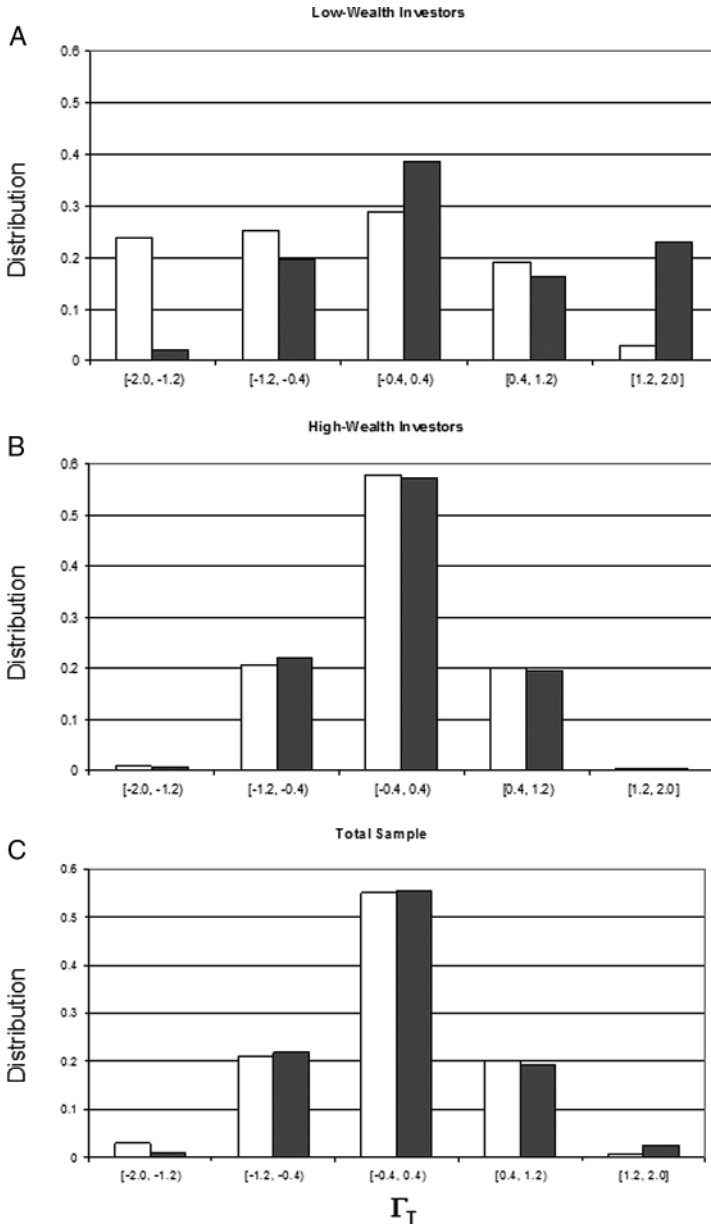 A
Low-Wealth Investors
Distribution
0.6
0.5
0.4
0.3
0.2
0.1
0
[-2.0, -1.2) [-1.2, -0.4) [-0.4, 0.4) [0.4, 1.2) [1.2, 2.0]
B
High-Wealth Investors
Distribution
0.6
0.5
0.4
0.3
0.2
0.1
0
[-2.0, -1.2) [-1.2, -0.4) [-0.4, 0.4) [0.4, 1.2) [1.2, 2.0]
C
Total Sample
Distribution
0.6
0.5
0.4
0.3
0.2
0.1
0
[-2.0, -1.2) [-1.2, -0.4) [-0.4, 0.4) [0.4, 1.2) [1.2, 2.0]
Γ_T